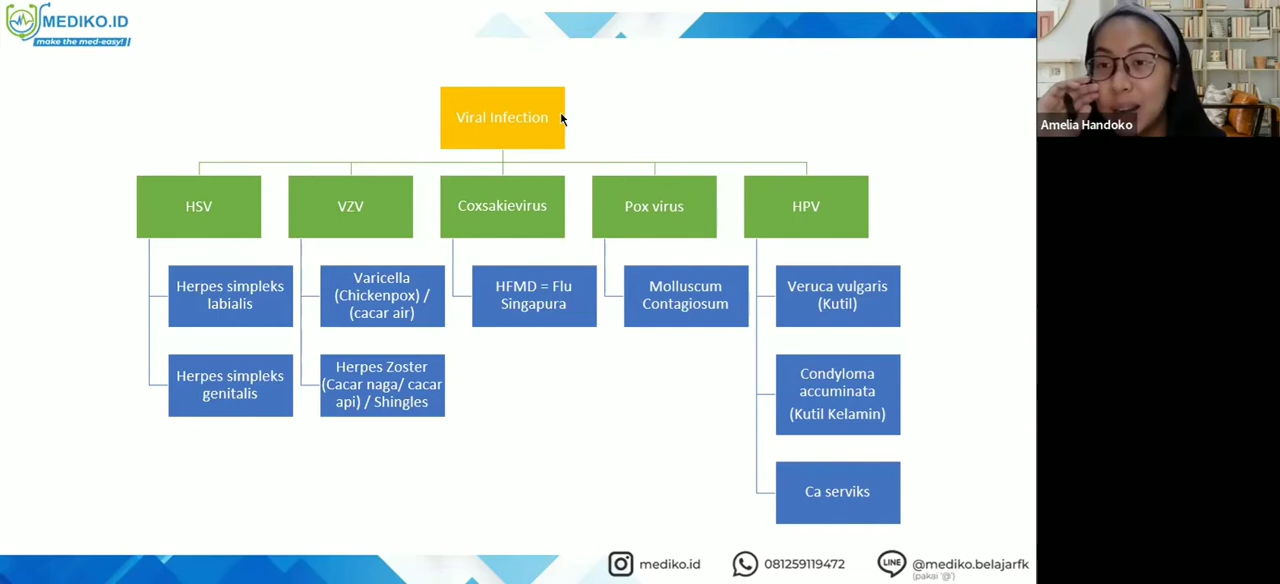 MEDIKO.ID
make the med-easy!
Amelia Handoko
Viral Infection
HSV
VZV
Coxsakievirus
Pox virus
HPV
Herpes simpleks
labialis
Varicella
(Chickenpox) /
(cacar air)
HFMD = Flu
Singapura
Molluscum
Contagiosum
Veruca vulgaris
(Kutil)
Herpes simpleks
genitalis
Herpes Zoster
(Cacar naga/ cacar
api) / Shingles
Condyloma
accuminata
(Kutil Kelamin)
Ca serviks
mediko.id
081259119472
LINE
@mediko.belajarfk
(pakai '@')